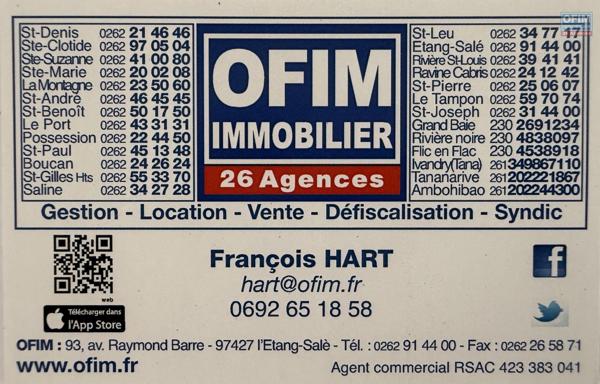 St-Denis 0262 21 46 46
Ste-Clotide 0262 97 05 04
Ste-Suzanne 0262 41 00 80
Ste-Marie 0262 20 02 08
La Montagne 0262 23 50 60
St-André 0262 46 45 45
St-Benoît 0262 50 17 50
Le Port 0262 43 31 31
Possession 0262 22 44 50
St-Paul 0262 45 13 48
Boucan 0262 24 26 24
St-Gilles Hts 0262 55 33 70
Saline 0262 34 27 28
OFIM
IMMOBILIER
26 Agences
St-Leu 0262 34 77 17
Etang-Salé 0262 91 44 00
Rivière St-Louis 0262 39 41 41
Ravine Cabris 0262 24 12 42
St-Pierre 0262 25 06 07
Le Tampon 0262 59 70 74
St-Joseph 0262 31 44 00
Grand Baie 230 2691234
Rivière noire 230 4838097
Flic en Flac 230 4538918
Ivandry(Tana) 261 349867110
Tananarive 261 202221867
Ambohibao 261 202244300
Gestion - Location - Vente - Défiscalisation - Syndic
web
Télécharger dans
l'App Store
François HART
hart@ofim.fr
0692 65 18 58
f
OFIM : 93, av. Raymond Barre - 97427 l'Etang-Salè - Tél. : 0262 91 44 00 - Fax : 0262 26 58 71
www.ofim.fr
Agent commercial RSAC 423 383 041
OFIM